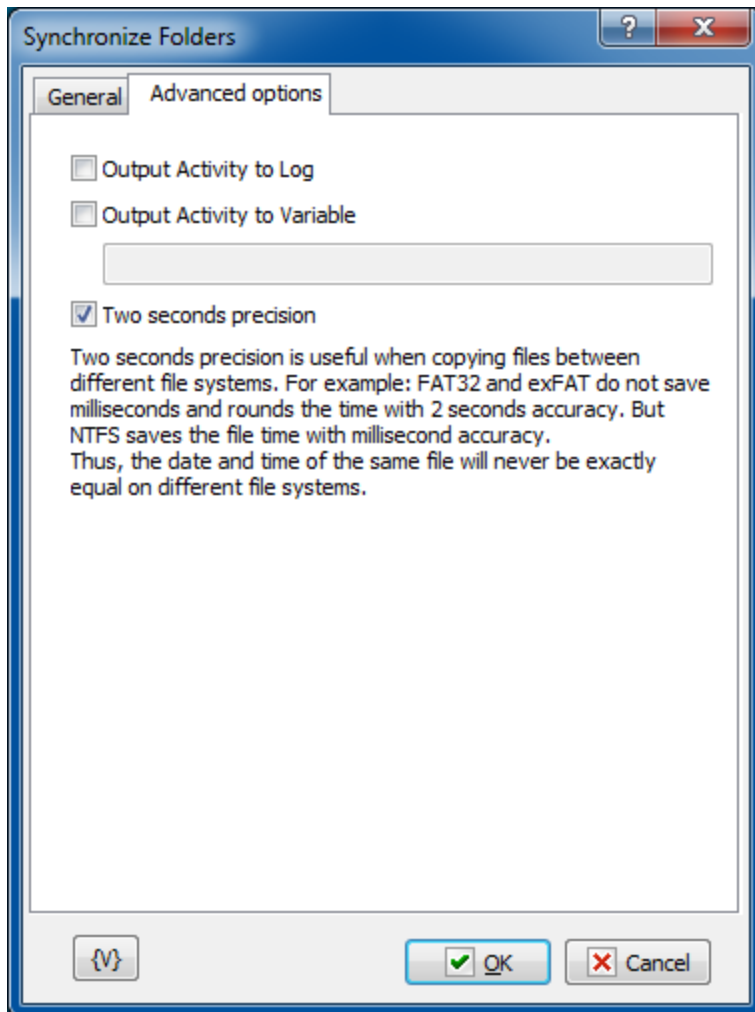 Synchronize Folders
?
General
Advanced options
Output Activity to Log
Output Activity to Variable
Two seconds precision
Two seconds precision is useful when copying files between
different file systems. For example: FAT32 and exFAT do not save
milliseconds and rounds the time with 2 seconds accuracy. But
NTFS saves the file time with millisecond accuracy.
Thus, the date and time of the same file will never be exactly
equal on different file systems.
{V}
OK
Cancel